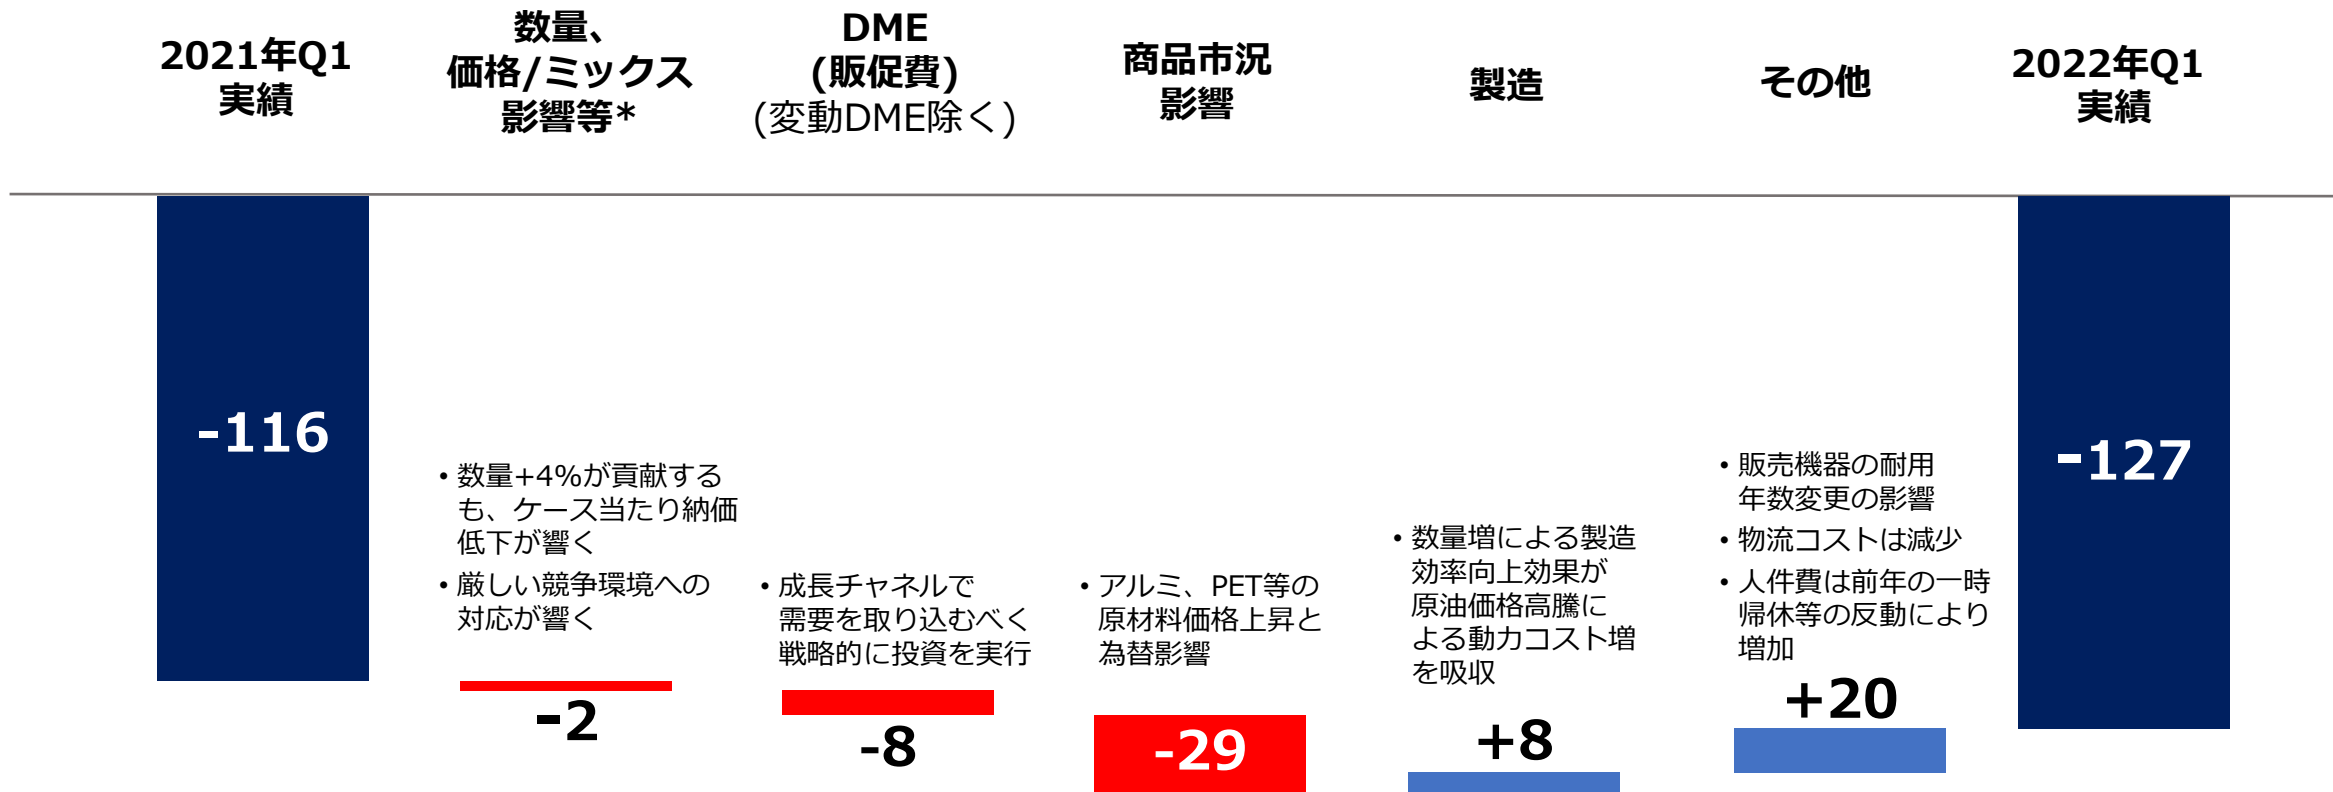 2021年Q1
実績
数量、
価格/ミックス
影響等*
DME
(販促費)
(変動DME除く)
商品市況
影響
製造
その他
2022年Q1
実績
-116
• 数量+4%が貢献する
も、ケース当たり納価
低下が響く
• 厳しい競争環境への
対応が響く
-2
• 成長チャネルで
需要を取り込むべく
戦略的に投資を実行
-8
• アルミ、PET等の
原材料価格上昇と
為替影響
-29
• 数量増による製造
効率向上効果が
原油価格高騰に
よる動力コスト増
を吸収
+8
• 販売機器の耐用
年数変更の影響
• 物流コストは減少
• 人件費は前年の一時
帰休等の反動により
増加
+20
-127